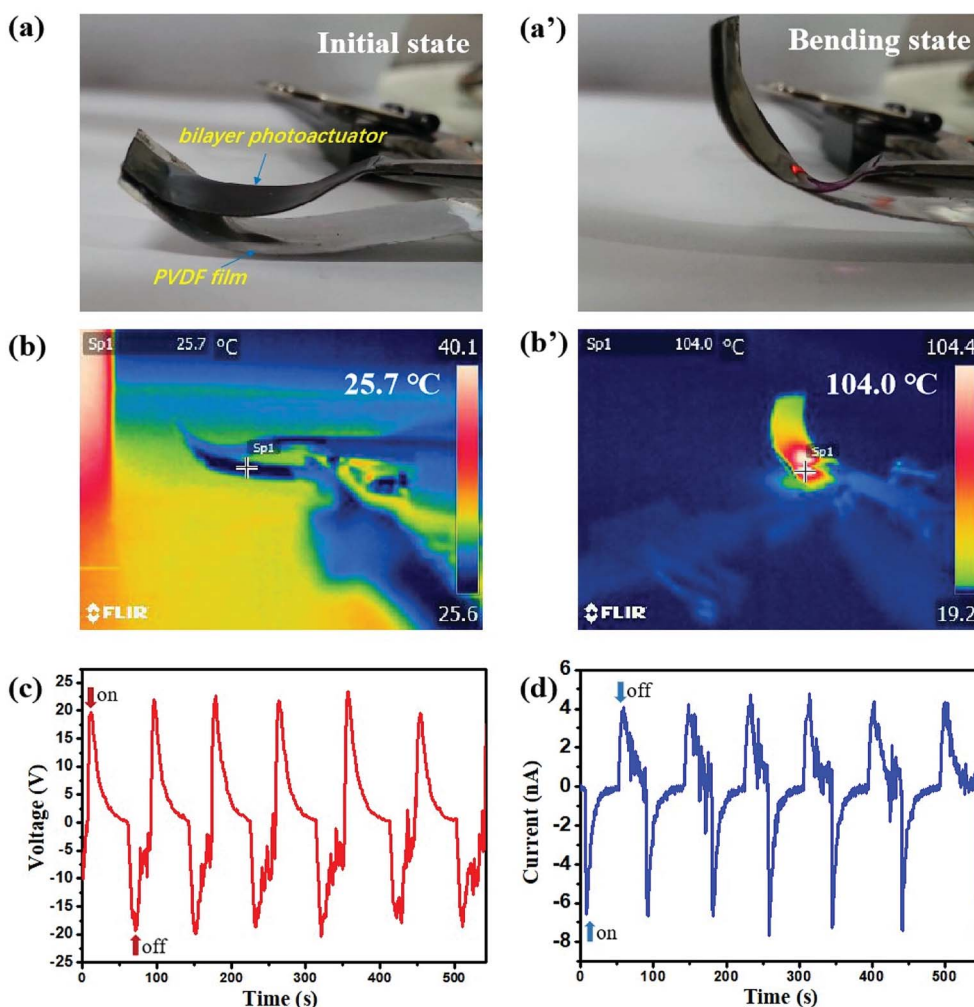 (a)
Initial state
bilayer photoactuator
PVDF film
(a')
Bending state
(b)
Sp1 25.7 °C 40.1
25.7 °C
Sp1
FLIR 25.6
(b')
Sp1 104.0 °C 104.4
104.0 °C
Sp1
FLIR 19.2
(c)
Voltage (V)
25
20
15
10
5
0
-5
-10
-15
-20
-25
on
off
0 100 200 300 400 500
Time (s)
(d)
Current (nA)
6
4
2
0
-2
-4
-6
-8
off
on
0 100 200 300 400 500
Time (s)